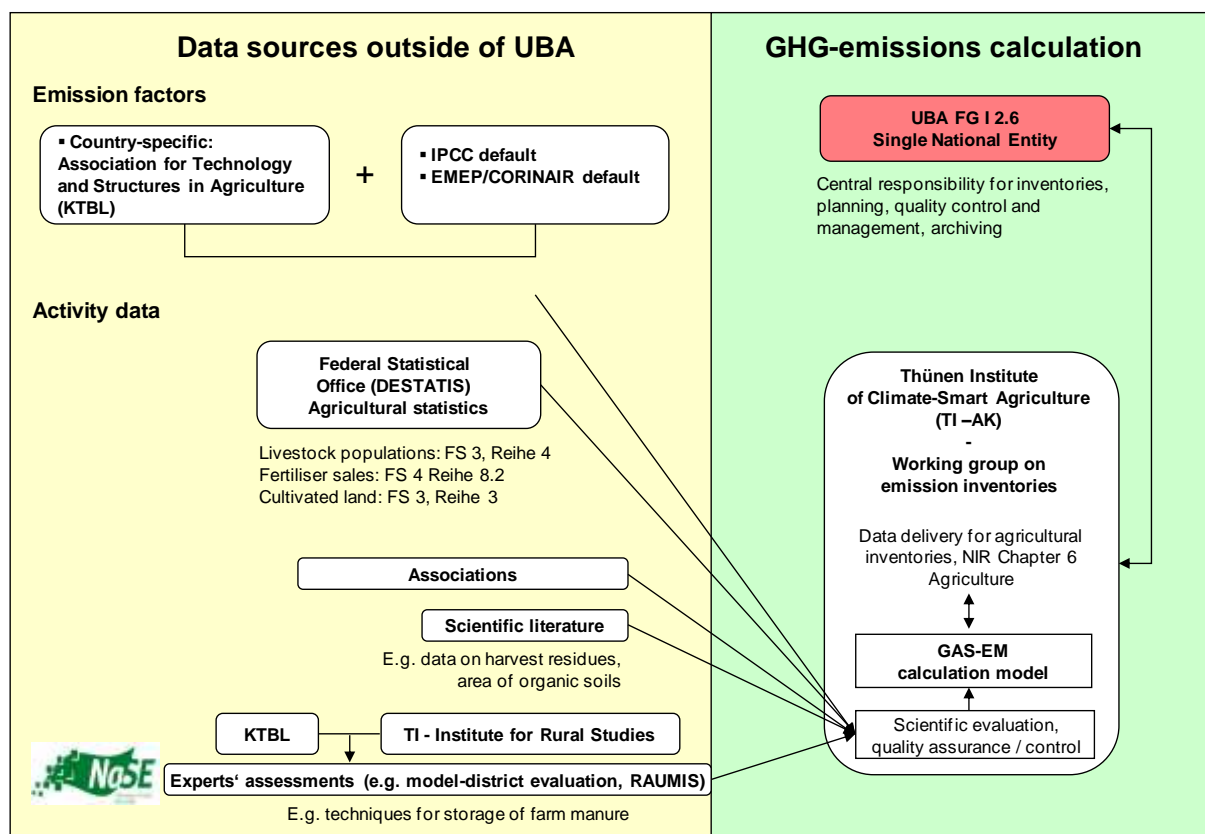 Data sources outside of UBA
Emission factors
▪ Country-specific:
Association for Technology
and Structures in Agriculture
(KTBL)
+
▪ IPCC default
▪ EMEP/CORINAIR default
Activity data
Federal Statistical
Office (DESTATIS)
Agricultural statistics
Livestock populations: FS 3, Reihe 4
Fertiliser sales: FS 4 Reihe 8.2
Cultivated land: FS 3, Reihe 3
Associations
Scientific literature
E.g. data on harvest residues,
area of organic soils
KTBL
TI - Institute for Rural Studies
NaSE
Experts‘ assessments (e.g. model-district evaluation, RAUMIS)
E.g. techniques for storage of farm manure
GHG-emissions calculation
UBA FG I 2.6
Single National Entity
Central responsibility for inventories,
planning, quality control and
management, archiving
Thünen Institute
of Climate-Smart Agriculture
(TI –AK)
-
Working group on
emission inventories
Data delivery for agricultural
inventories, NIR Chapter 6
Agriculture
GAS-EM
calculation model
Scientific evaluation,
quality assurance / control